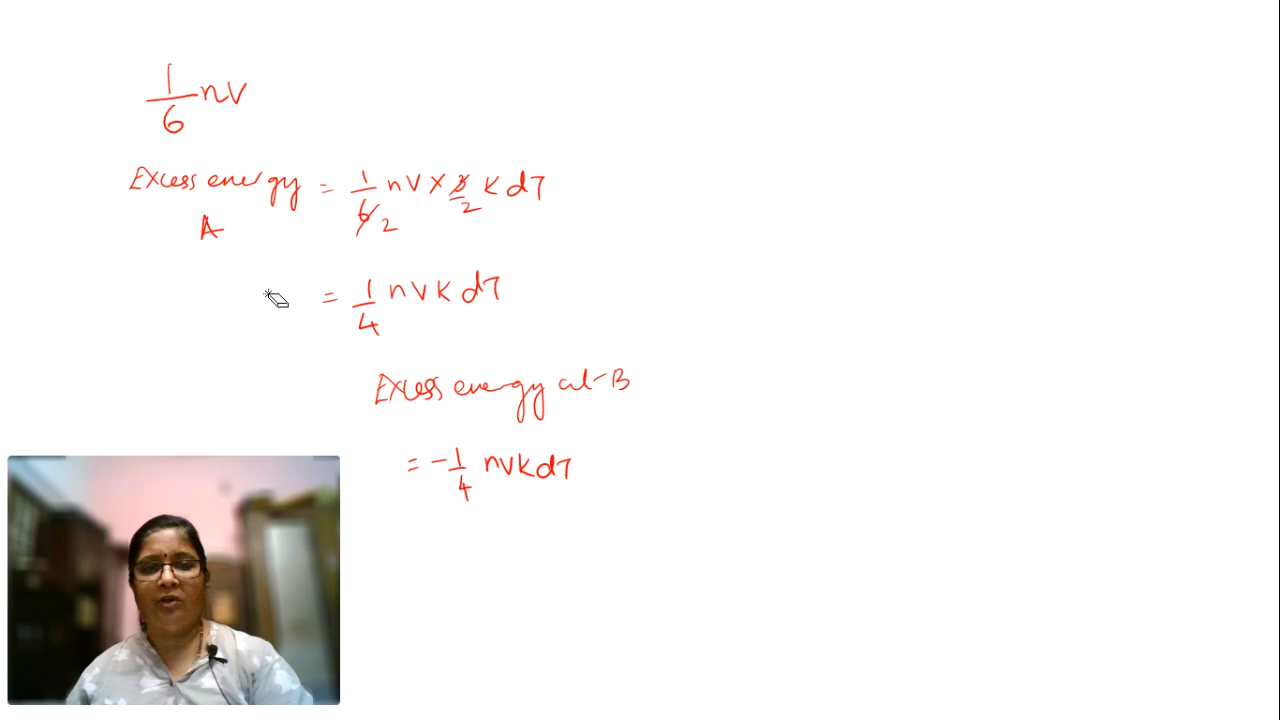 1/6 nV
Excess energy = 1/6 2 nV × 3/2 K dT
A
= 1/4 nVK dT
Excess energy at B
= - 1/4 nVKdT